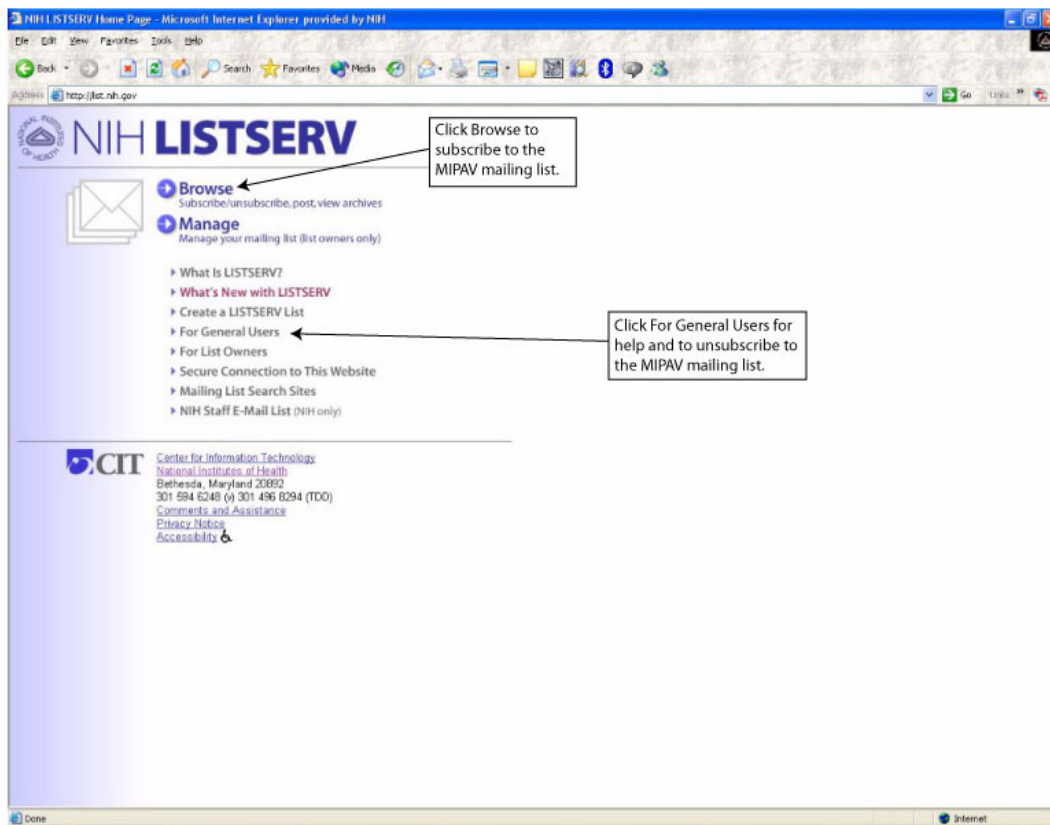 NIH LISTSERV Home Page - Microsoft Internet Explorer provided by NIH
File Edit View Favorites Tools Help
Back Search Favorites Media
Address http://list.nih.gov Go Links »
NATIONAL INSTITUTES OF HEALTH
NIH LISTSERV
Click Browse to
subscribe to the
MIPAV mailing list.
Browse
Subscribe/unsubscribe, post, view archives
Manage
Manage your mailing list (list owners only)
What Is LISTSERV?
What's New with LISTSERV
Create a LISTSERV List
For General Users
Click For General Users for
help and to unsubscribe to
the MIPAV mailing list.
For List Owners
Secure Connection to This Website
Mailing List Search Sites
NIH Staff E-Mail List (NIH only)
CIT
Center for Information Technology
National Institutes of Health
Bethesda, Maryland 20892
301 594 6248 (v) 301 496 8294 (TDD)
Comments and Assistance
Privacy Notice
Accessibility
Done Internet